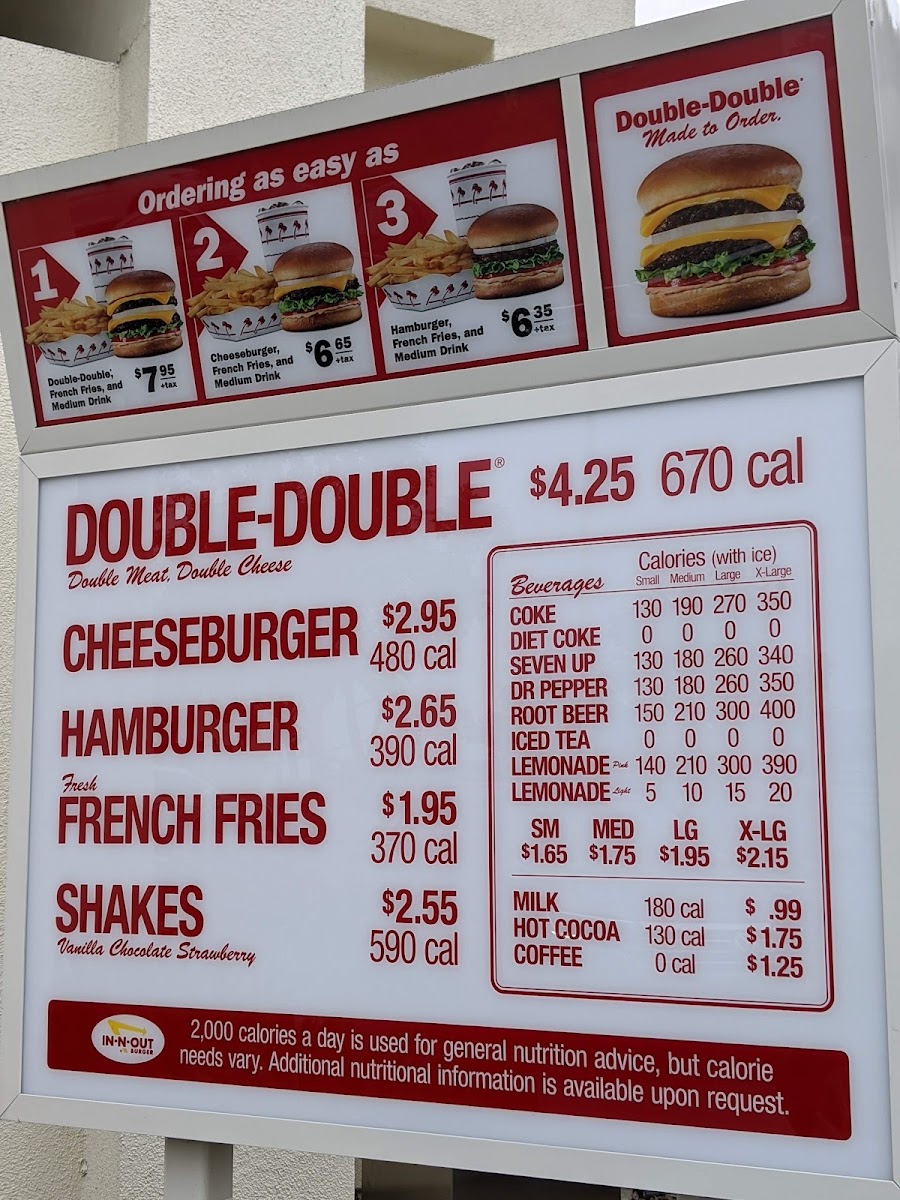 Ordering as easy as
1
Double-Double,
French Fries, and
Medium Drink
$7 95
+tax
2
Cheeseburger,
French Fries, and
Medium Drink
$6 65
+tax
3
Hamburger,
French Fries, and
Medium Drink
$6 35
+tax
Double-Double®
Made to Order.
DOUBLE-DOUBLE® $4.25 670 cal
Double Meat, Double Cheese
CHEESEBURGER $2.95
480 cal
HAMBURGER $2.65
390 cal
Fresh
FRENCH FRIES $1.95
370 cal
SHAKES $2.55
Vanilla Chocolate Strawberry 590 cal
Calories (with ice)
Beverages Small Medium Large X-Large
COKE 130 190 270 350
DIET COKE 0 0 0 0
SEVEN UP 130 180 260 340
DR PEPPER 130 180 260 350
ROOT BEER 150 210 300 400
ICED TEA 0 0 0 0
LEMONADE Pink 140 210 300 390
LEMONADE Light 5 10 15 20
SM MED LG X-LG
$1.65 $1.75 $1.95 $2.15
MILK 180 cal $ .99
HOT COCOA 130 cal $1.75
COFFEE 0 cal $1.25
IN-N-OUT
BURGER
2,000 calories a day is used for general nutrition advice, but calorie
needs vary. Additional nutritional information is available upon request.